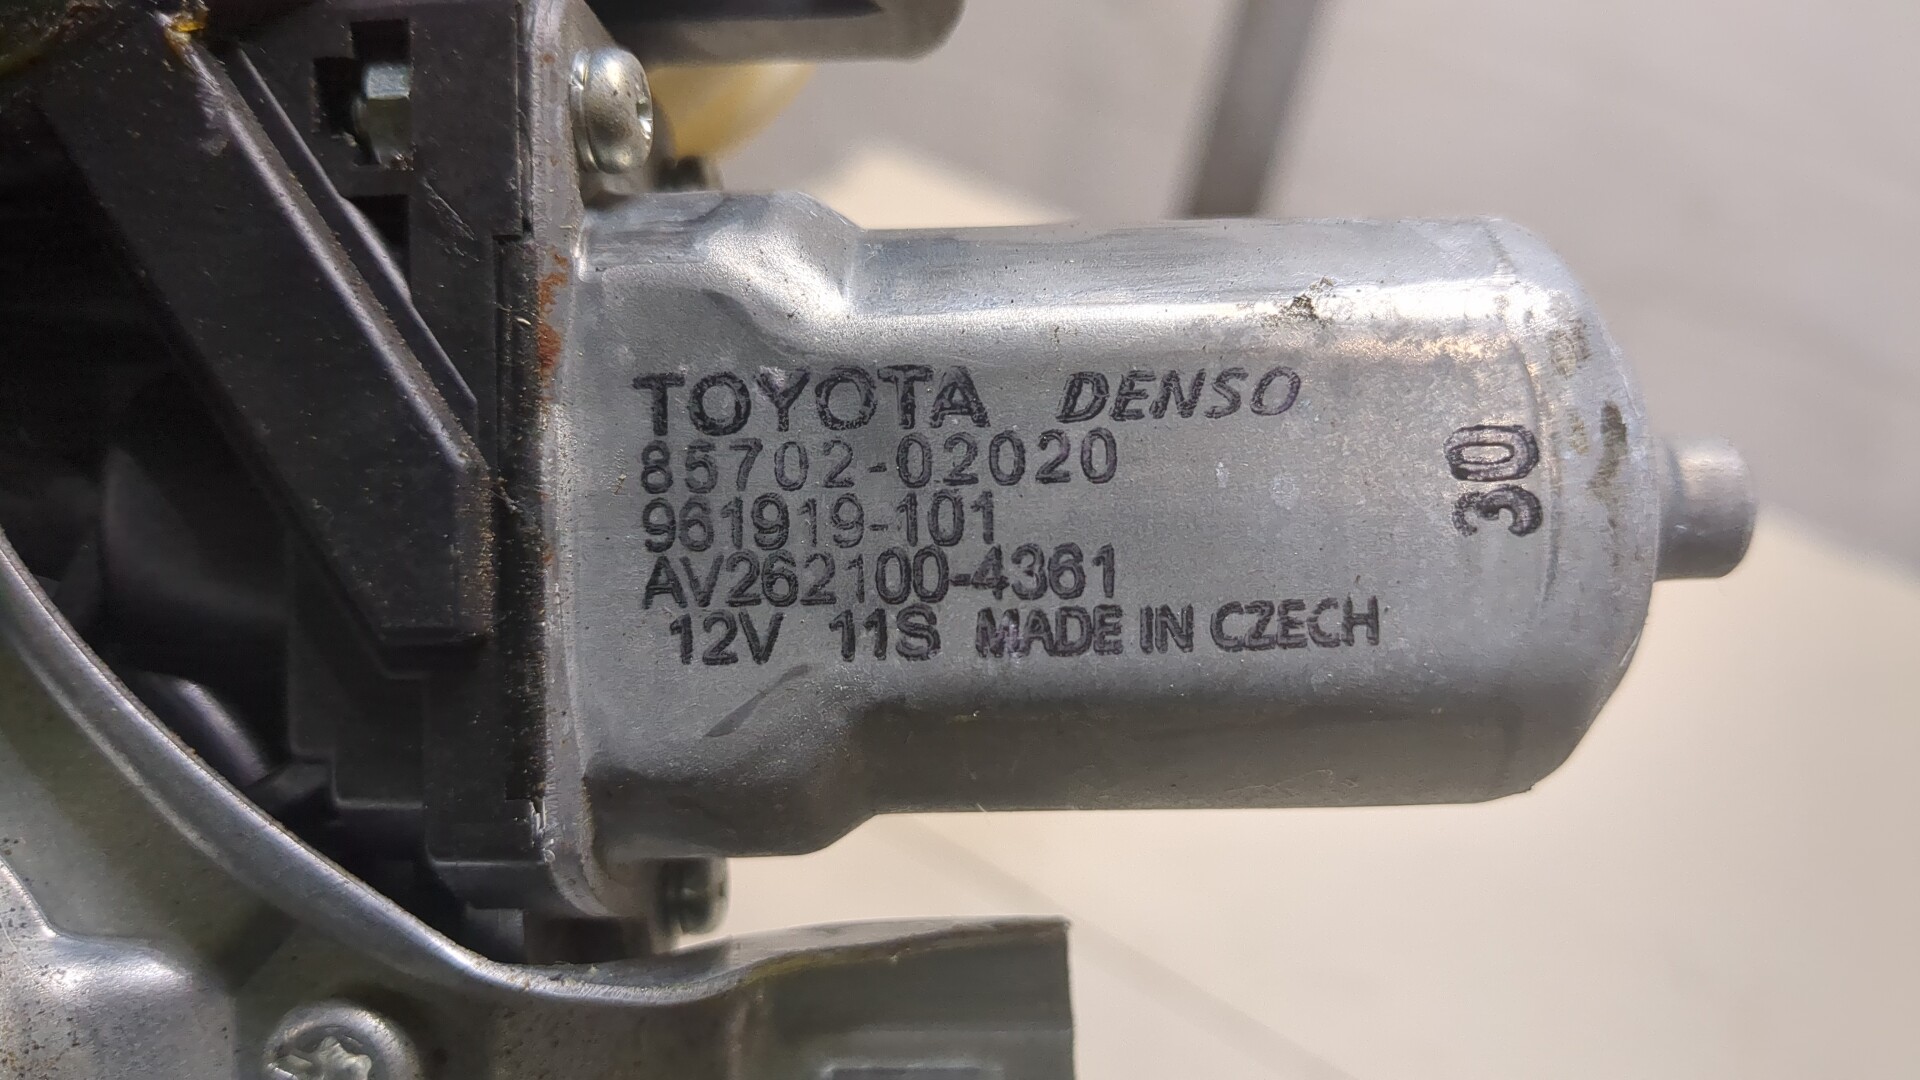 TOYOTA DENSO
85702-02020
961919-101
AV262100-4361
12V 11S MADE IN CZECH
30